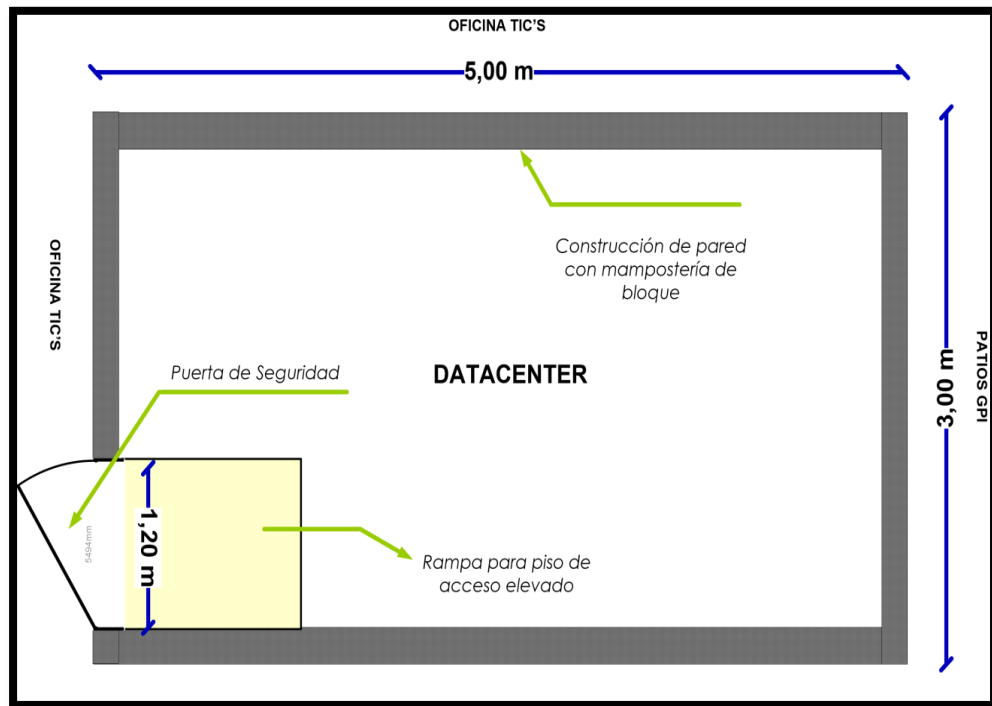 OFICINA TIC'S
5,00 m
Construcción de pared
con mampostería de
bloque
OFICINA TIC'S
Puerta de Seguridad
DATACENTER
3,00 m
PATIOS GPI
1,20 m
5494mm
Rampa para piso de
acceso elevado